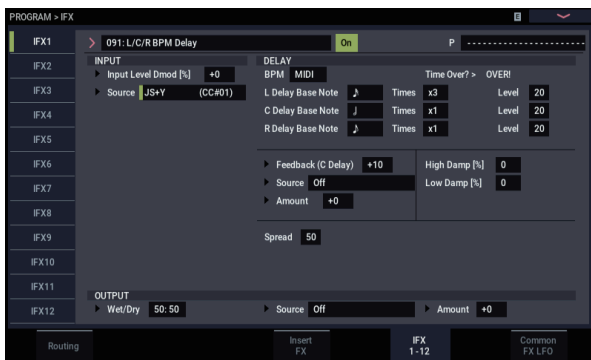 PROGRAM > IFX E
IFX1 091: L/C/R BPM Delay On P ----------------------
INPUT DELAY
Input Level Dmod [%] +0 BPM MIDI Time Over? > OVER!
IFX2
IFX3 Source JS+Y (CC#01) L Delay Base Note ♪ Times x3 Level 20
IFX4 C Delay Base Note ♩ Times x1 Level 20
IFX5 R Delay Base Note ♪ Times x1 Level 20
IFX6 Feedback (C Delay) +10 High Damp [%] 0
IFX7 Source Off Low Damp [%] 0
IFX8 Amount +0
IFX9 Spread 50
IFX10
IFX11
OUTPUT
IFX12 Wet/Dry 50: 50 Source Off Amount +0
Routing Insert FX IFX 1-12 Common FX LFO